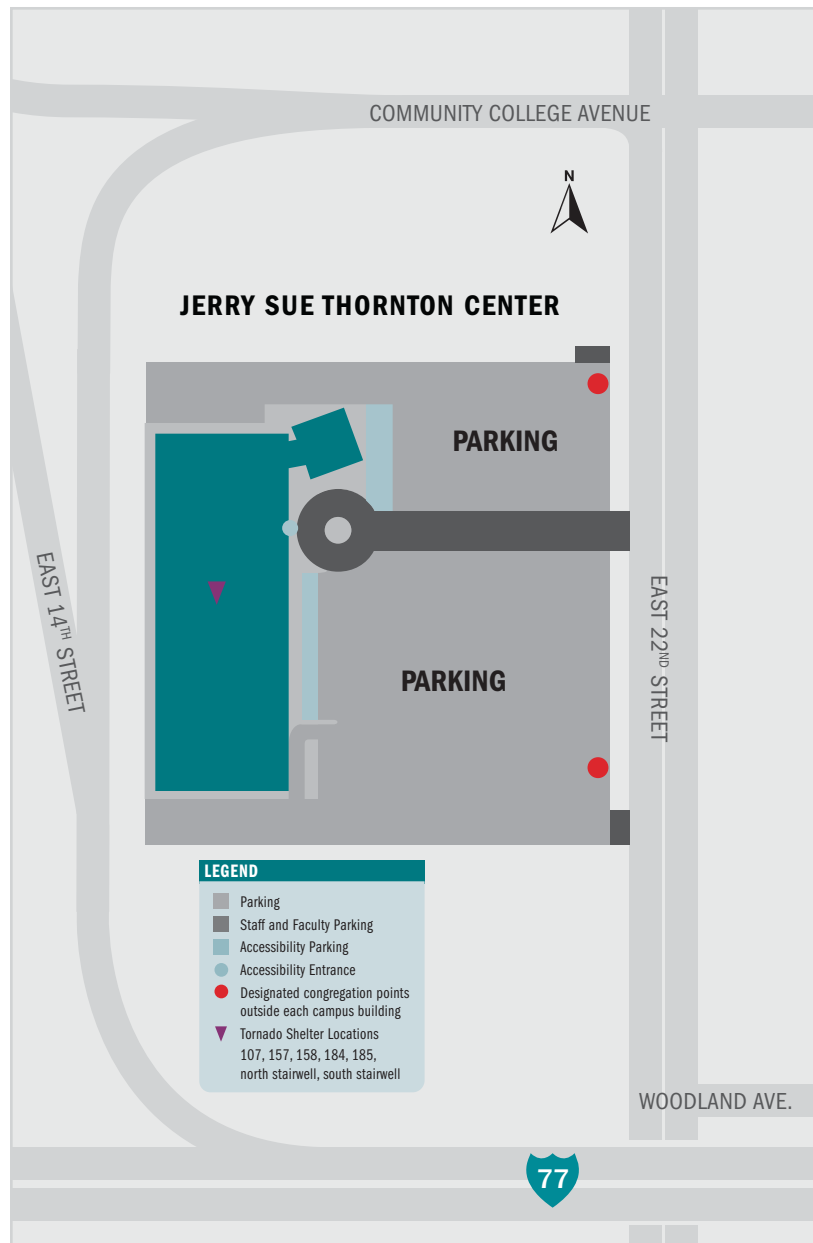 COMMUNITY COLLEGE AVENUE
N
JERRY SUE THORNTON CENTER
PARKING
EAST 14TH STREET
EAST 22ND STREET
PARKING
LEGEND
Parking
Staff and Faculty Parking
Accessibility Parking
Accessibility Entrance
Designated congregation points
outside each campus building
Tornado Shelter Locations
107, 157, 158, 184, 185,
north stairwell, south stairwell
WOODLAND AVE.
77